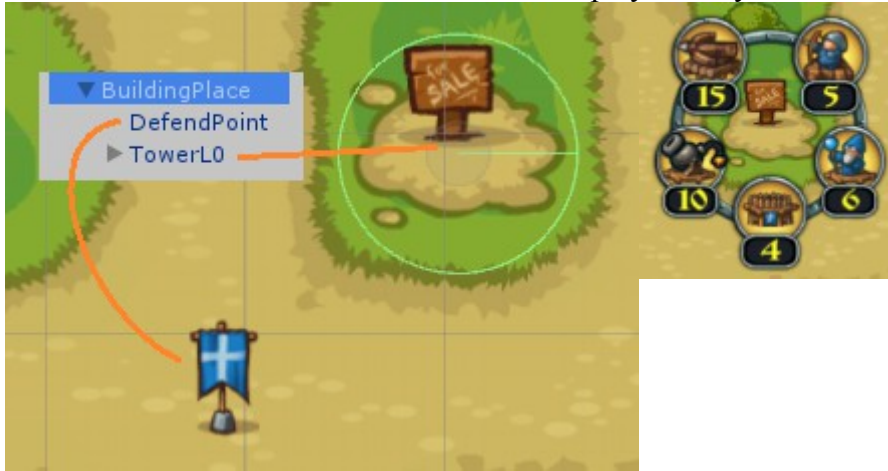 BuildingPlace
DefendPoint
TowerL0
for
SALE
15
5
10
6
4
SALE